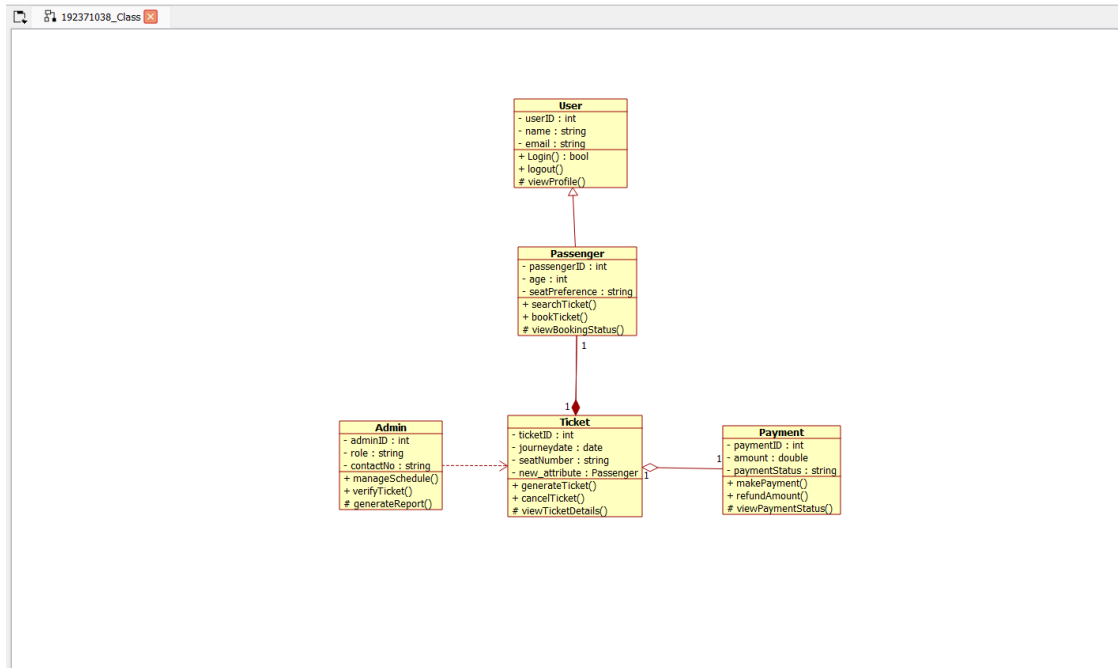 192371038_Class
User
- userID : int
- name : string
- email : string
+ Login() : bool
+ logout()
# viewProfile()
Passenger
- passengerID : int
- age : int
- seatPreference : string
+ searchTicket()
+ bookTicket()
# viewBookingStatus()
1
1
Admin
- adminID : int
- role : string
- contactNo : string
+ manageSchedule()
+ verifyTicket()
# generateReport()
Ticket
- ticketID : int
- journeydate : date
- seatNumber : string
- new_attribute : Passenger
+ generateTicket()
+ cancelTicket()
# viewTicketDetails()
1
1
Payment
- paymentID : int
- amount : double
- paymentStatus : string
+ makePayment()
+ refundAmount()
# viewPaymentStatus()